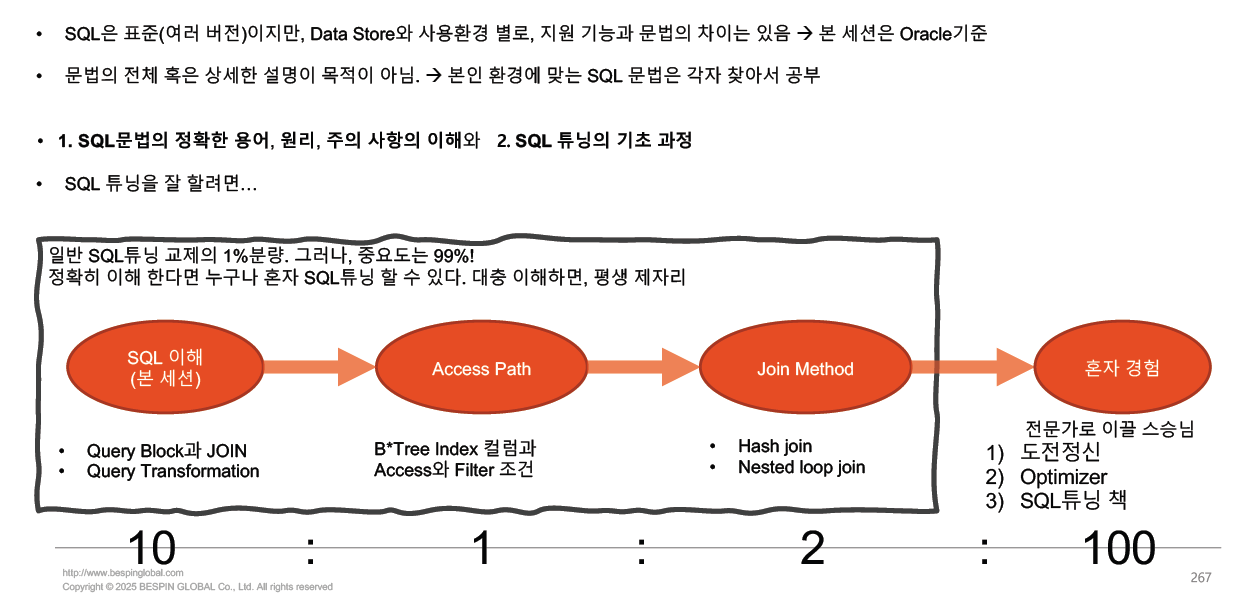 • SQL은 표준(여러 버전)이지만, Data Store와 사용환경 별로, 지원 기능과 문법의 차이는 있음 → 본 세션은 Oracle기준
• 문법의 전체 혹은 상세한 설명이 목적이 아님. → 본인 환경에 맞는 SQL 문법은 각자 찾아서 공부
• 1. SQL문법의 정확한 용어, 원리, 주의 사항의 이해와 2. SQL 튜닝의 기초 과정
• SQL 튜닝을 잘 할려면...
일반 SQL튜닝 교제의 1%분량. 그러나, 중요도는 99%!
정확히 이해 한다면 누구나 혼자 SQL튜닝 할 수 있다. 대충 이해하면, 평생 제자리
SQL 이해
(본 세션)
Access Path
Join Method
혼자 경험
• Query Block과 JOIN
• Query Transformation
B*Tree Index 컬럼과
Access와 Filter 조건
• Hash join
• Nested loop join
전문가로 이끌 스승님
1) 도전정신
2) Optimizer
3) SQL튜닝 책
10 : 1 : 2 : 100
http://www.bespinglobal.com
Copyright © 2025 BESPIN GLOBAL Co., Ltd. All rights reserved
267